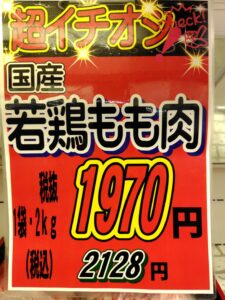 超イチオシ
国産
若鶏もも肉
税抜
1袋・2kg
1970円
(税込) 2128円